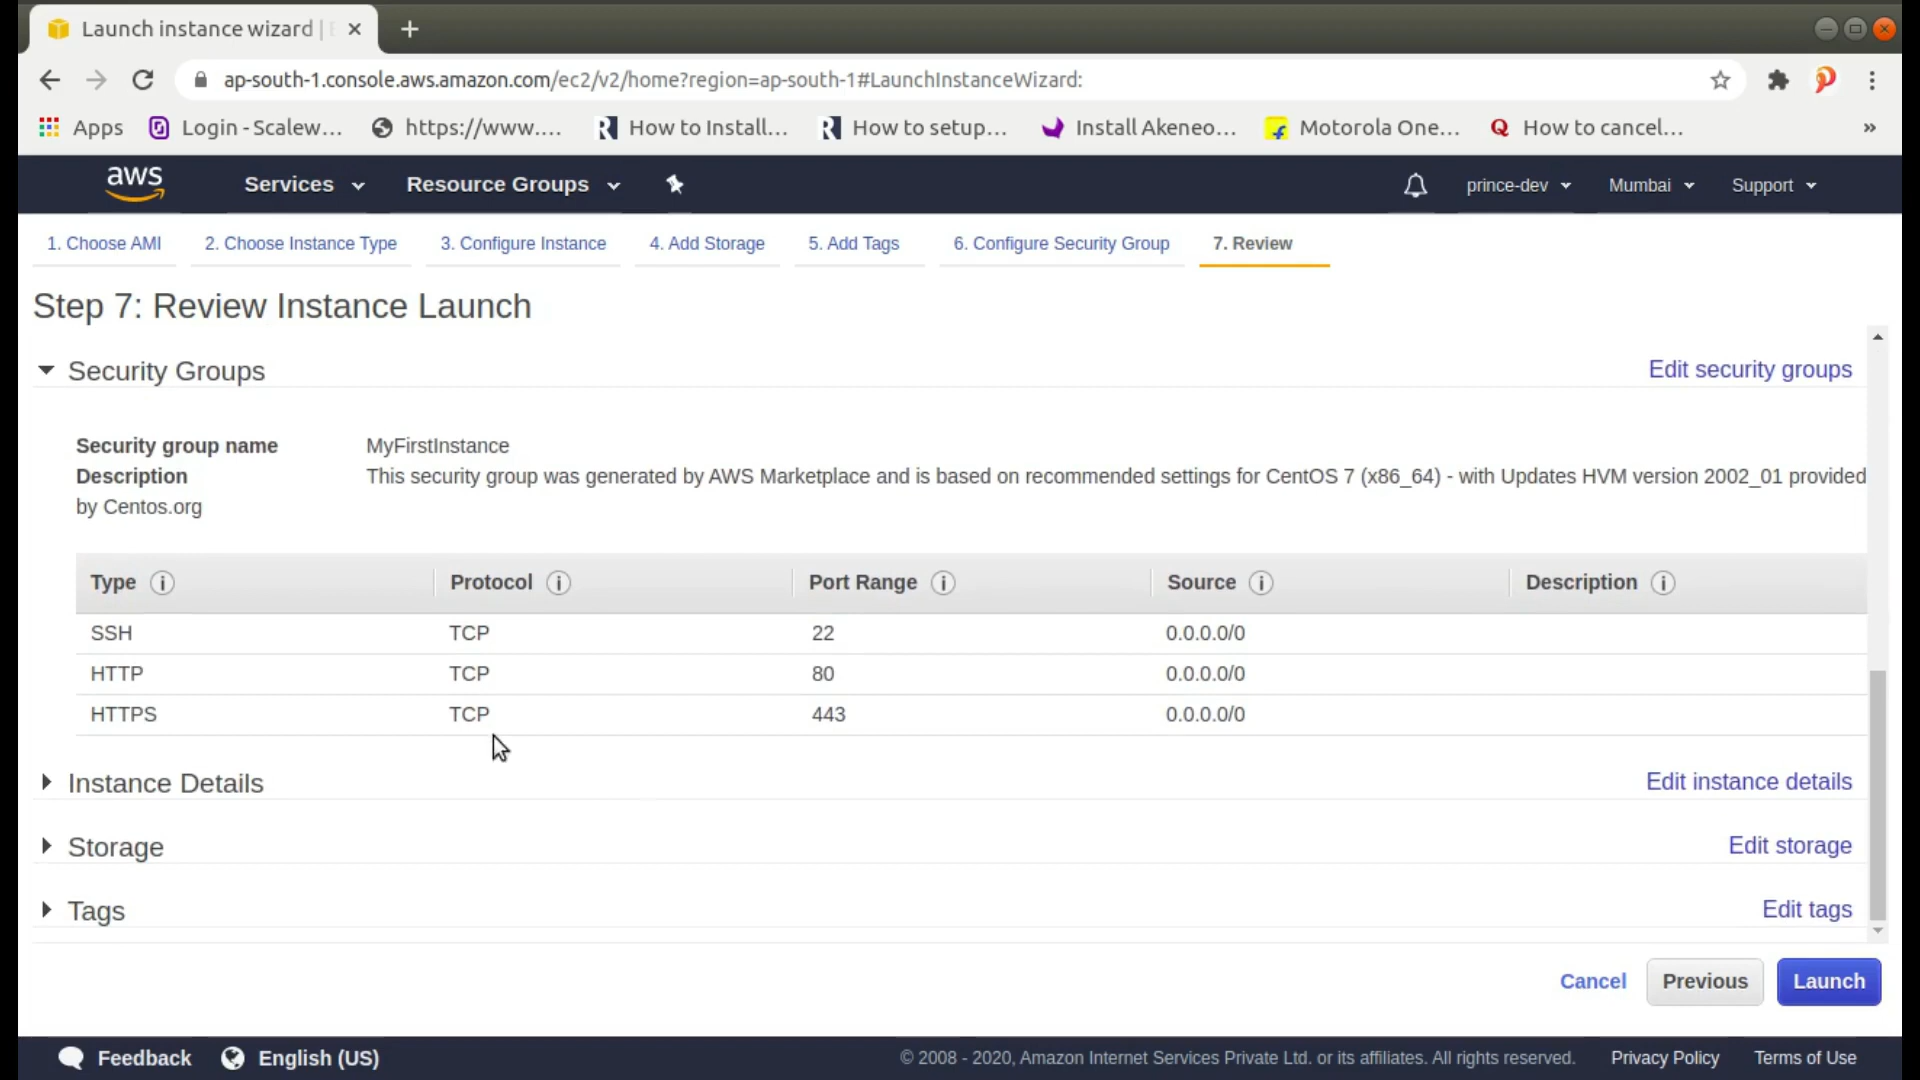 Launch instance wizard |
ap-south-1.console.aws.amazon.com/ec2/v2/home?region=ap-south-1#LaunchInstanceWizard:
Apps Login - Scalew... https://www.... How to Install... How to setup... Install Akeneo... Motorola One... How to cancel... »
aws Services Resource Groups prince-dev Mumbai Support
1. Choose AMI 2. Choose Instance Type 3. Configure Instance 4. Add Storage 5. Add Tags 6. Configure Security Group 7. Review
Step 7: Review Instance Launch
Security Groups Edit security groups
Security group name MyFirstInstance
Description This security group was generated by AWS Marketplace and is based on recommended settings for CentOS 7 (x86_64) - with Updates HVM version 2002_01 provided
by Centos.org
Type i Protocol i Port Range i Source i Description i
SSH TCP 22 0.0.0.0/0
HTTP TCP 80 0.0.0.0/0
HTTPS TCP 443 0.0.0.0/0
Instance Details Edit instance details
Storage Edit storage
Tags Edit tags
Cancel Previous Launch
Feedback English (US) © 2008 - 2020, Amazon Internet Services Private Ltd. or its affiliates. All rights reserved. Privacy Policy Terms of Use